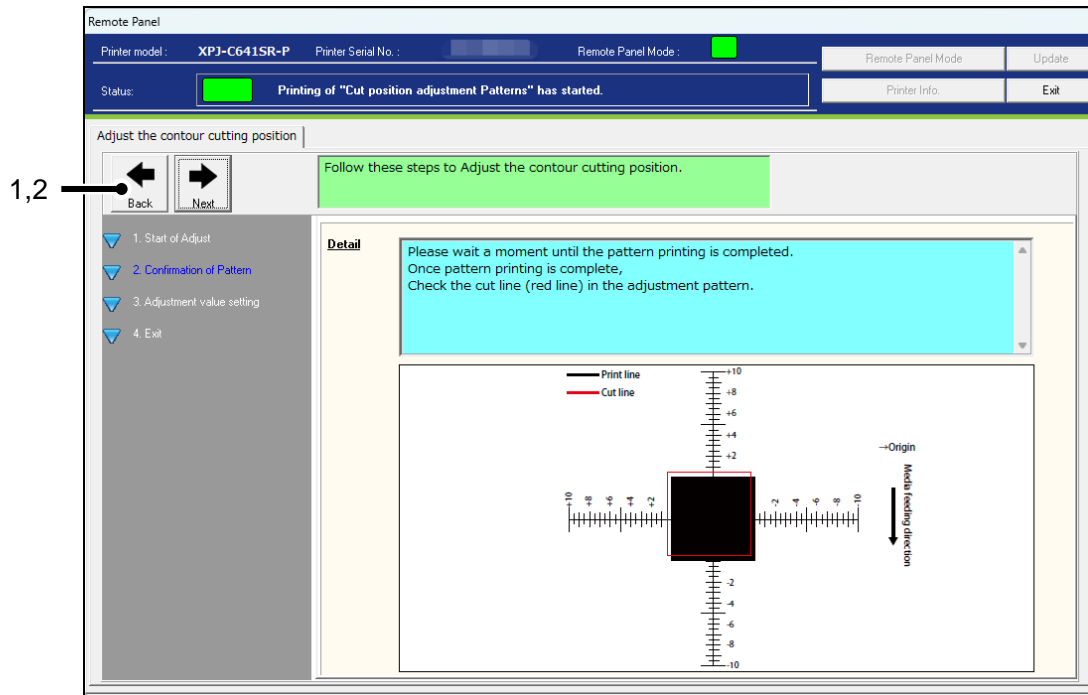 Remote Panel
Printer model : XPJ-C641SR-P Printer Serial No. : Remote Panel Mode :
Remote Panel Mode Update
Status: Printing of "Cut position adjustment Patterns" has started.
Printer Info. Exit
Adjust the contour cutting position
1,2
Back Next
Follow these steps to Adjust the contour cutting position.
1. Start of Adjust
2. Confirmation of Pattern
3. Adjustment value setting
4. Exit
Detail
Please wait a moment until the pattern printing is completed.
Once pattern printing is complete,
Check the cut line (red line) in the adjustment pattern.
Print line
Cut line
+10
+8
+6
+4
+2
→Origin
Media feeding direction
+10 +8 +6 +4 +2 -2 -4 -6 -8 -10
-2
-4
-6
-8
-10